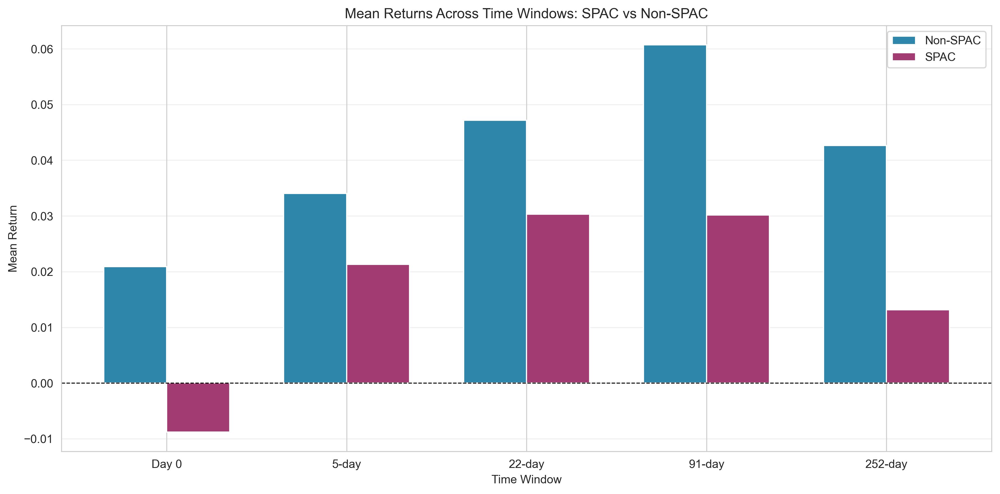 Mean Returns Across Time Windows: SPAC vs Non-SPAC
Non-SPAC
SPAC
Mean Return
0.06
0.05
0.04
0.03
0.02
0.01
0.00
−0.01
Day 0
5-day
22-day
91-day
252-day
Time Window